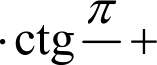 · ctg π/— +